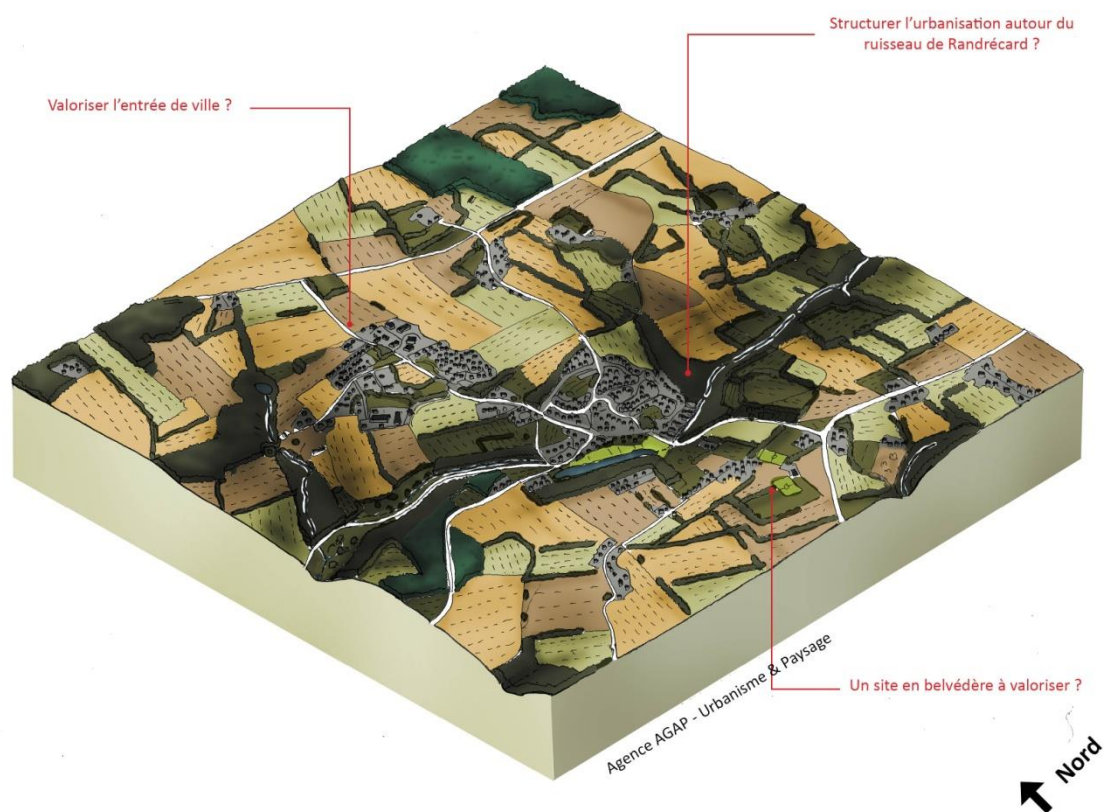 Structurer l'urbanisation autour du
ruisseau de Randrécard ?
Valoriser l'entrée de ville ?
Un site en belvédère à valoriser ?
Agence AGAP - Urbanisme & Paysage
Nord